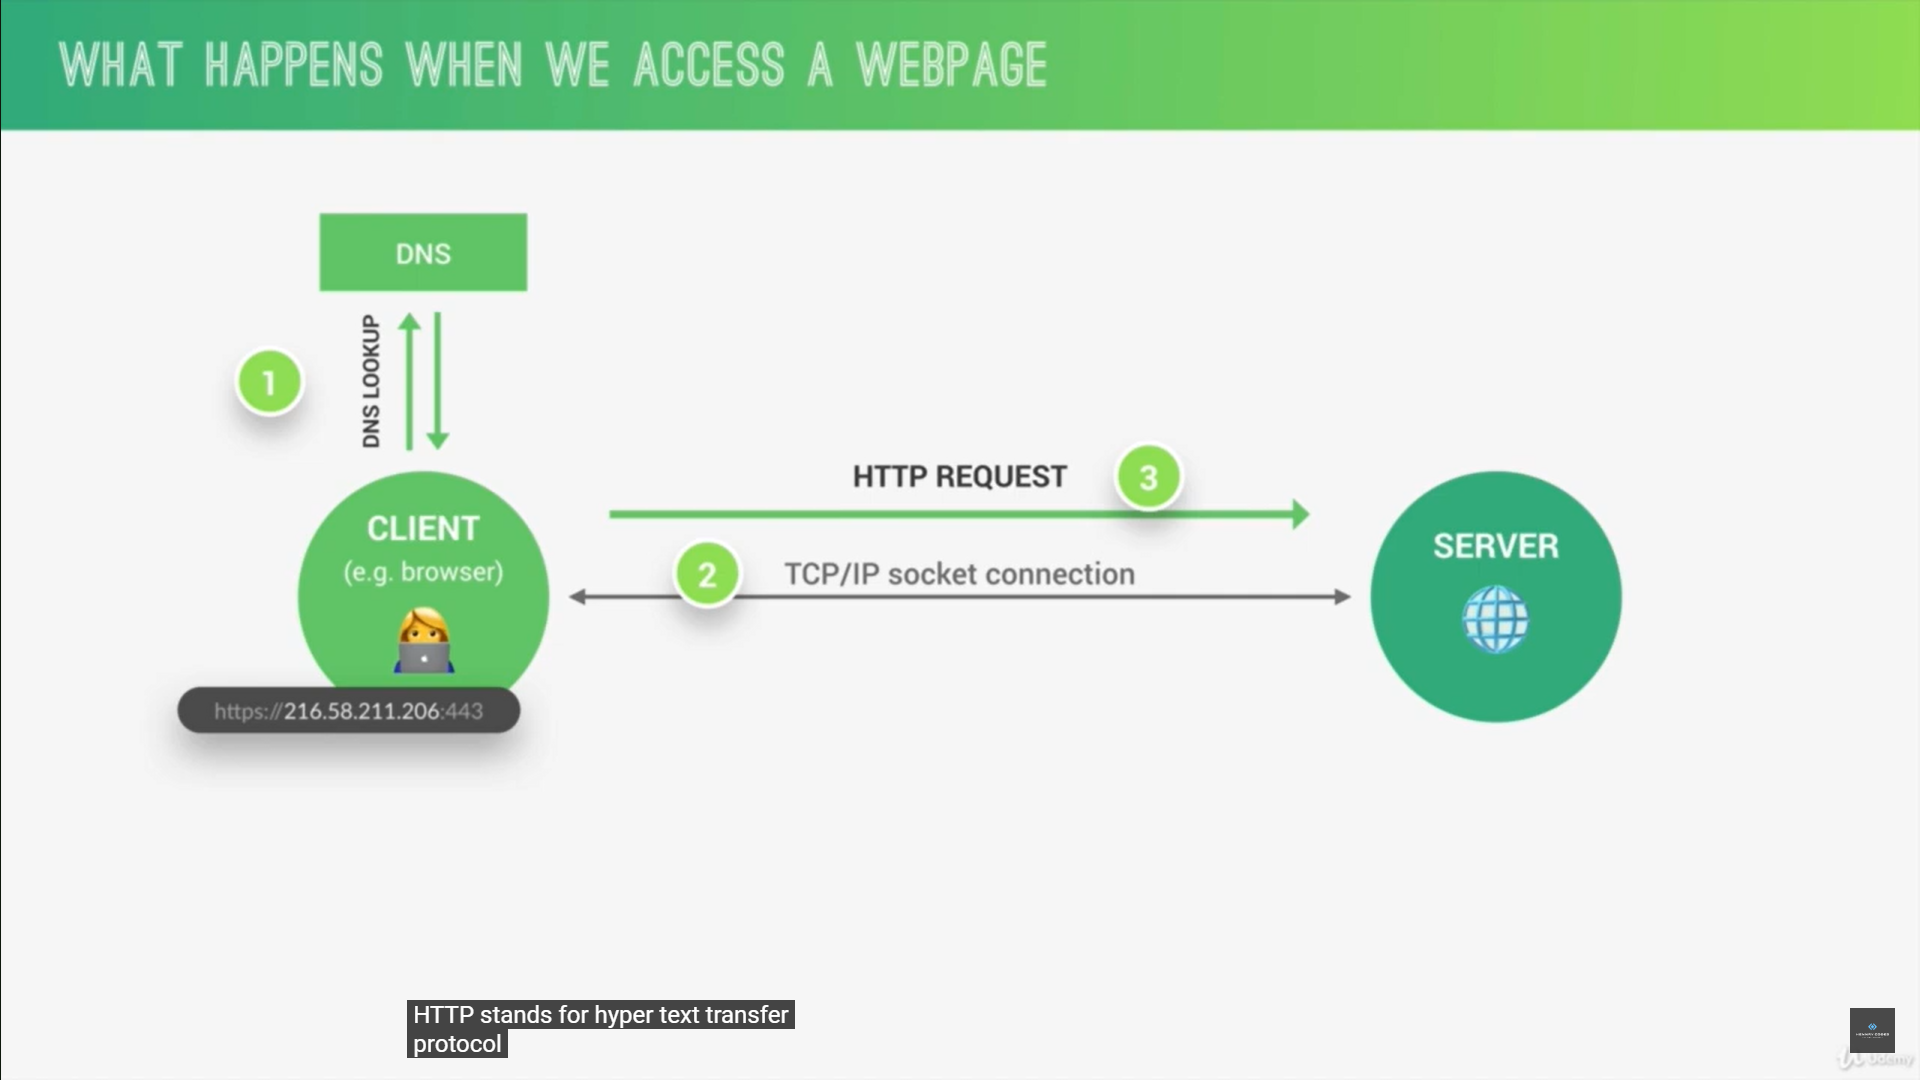 WHAT HAPPENS WHEN WE ACCESS A WEBPAGE
DNS
DNS LOOKUP
1
HTTP REQUEST
3
CLIENT
(e.g. browser)
2
TCP/IP socket connection
SERVER
https://216.58.211.206:443
HTTP stands for hyper text transfer
protocol
Udemy